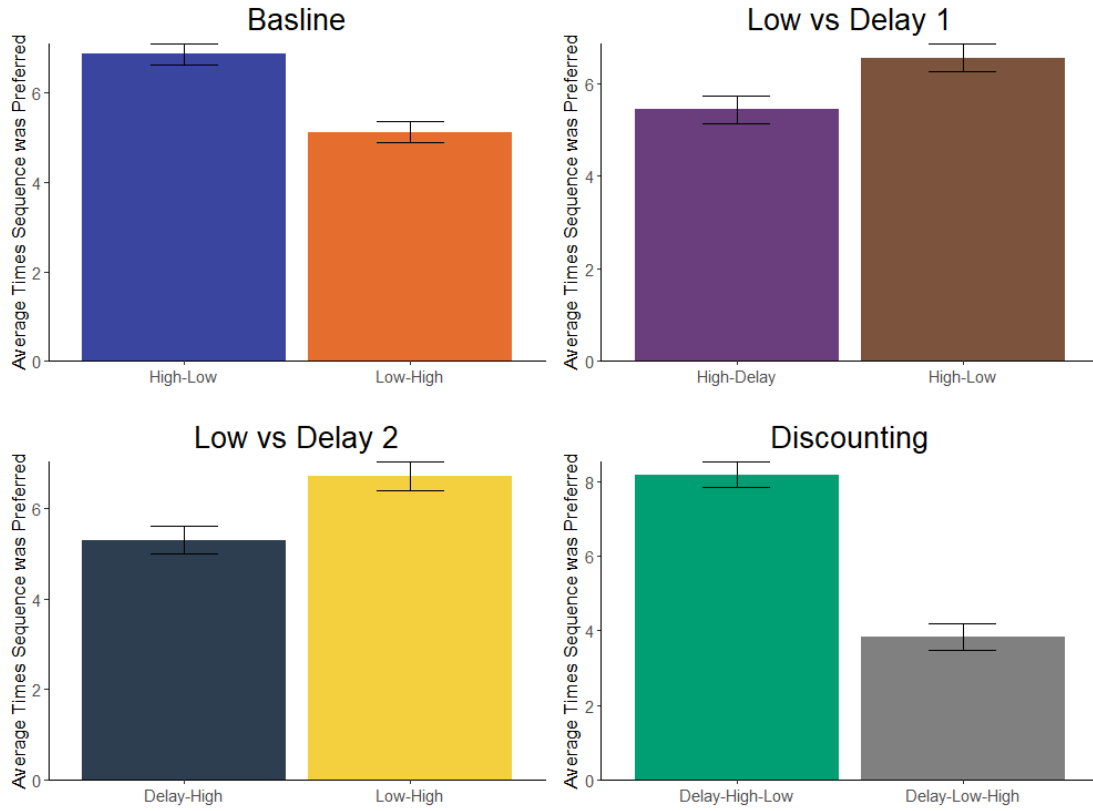 Basline
Average Times Sequence was Preferred
6
4
2
0
High-Low
Low-High
Low vs Delay 1
Average Times Sequence was Preferred
6
4
2
0
High-Delay
High-Low
Low vs Delay 2
Average Times Sequence was Preferred
6
4
2
0
Delay-High
Low-High
Discounting
Average Times Sequence was Preferred
8
6
4
2
0
Delay-High-Low
Delay-Low-High